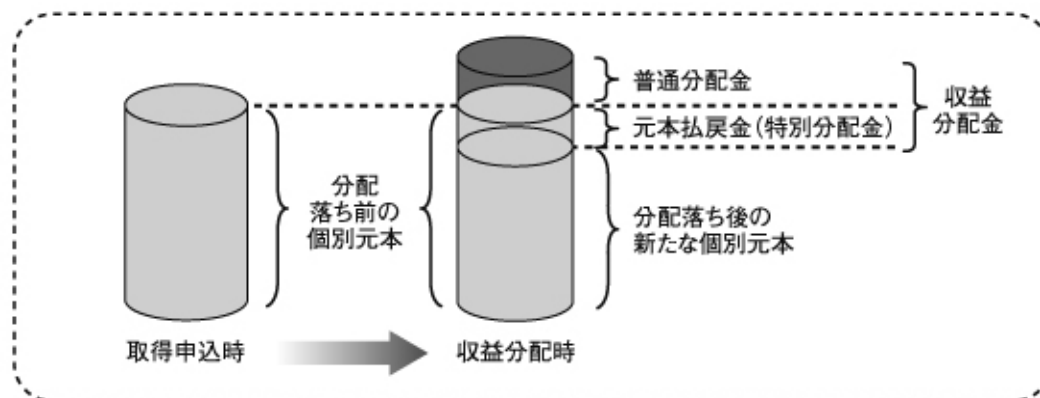 普通分配金
元本払戻金(特別分配金)
収益
分配金
分配
落ち前の
個別元本
分配落ち後の
新たな個別元本
取得申込時
収益分配時